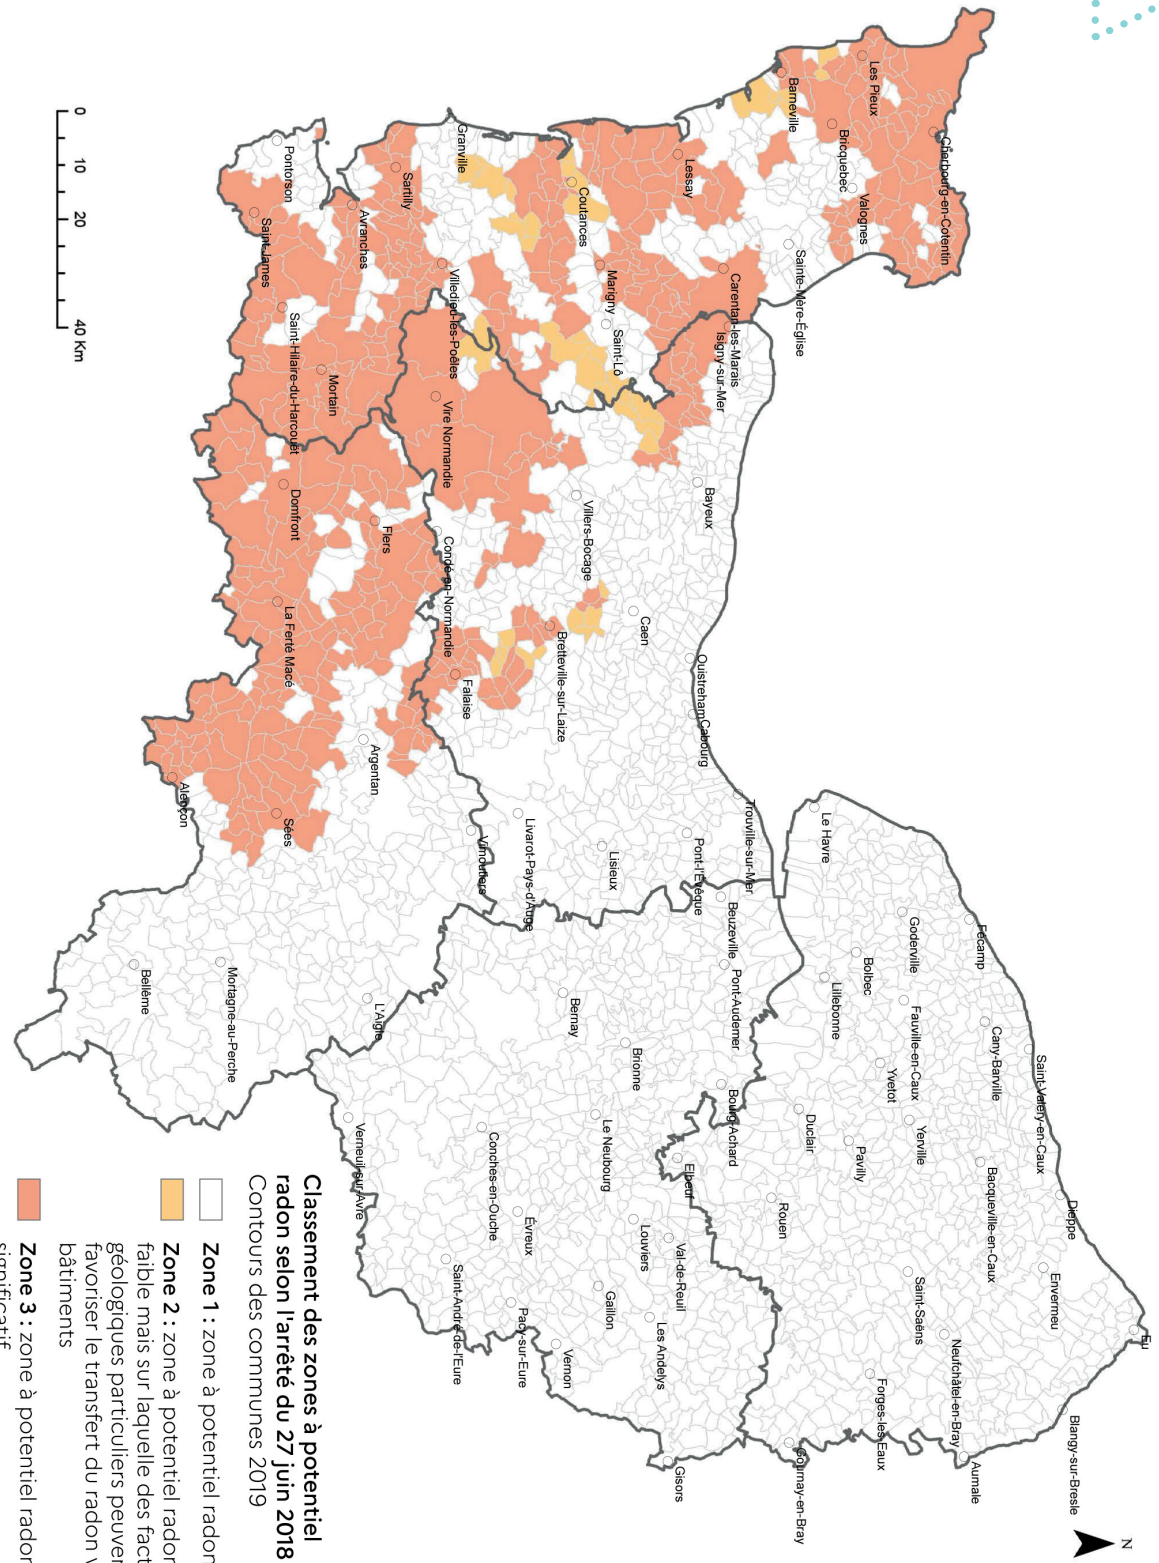 N
Eu
Blangy-sur-Bresle
Aumale
Dieppe
Envermeu
Neufchâtel-en-Bray
Saint-Valery-en-Caux
Cany-Barville
Bacqueville-en-Caux
Saint-Saëns
Forges-les-Eaux
Gournay-en-Bray
Fécamp
Goderville
Fauville-en-Caux
Yerville
Yvetot
Bolbec
Lillebonne
Pavilly
Duclair
Le Havre
Rouen
Gisors
Cherbourg-en-Cotentin
Les Pieux
Bricquebec
Valognes
Barneville
Sainte-Mère-Église
Carentan-les-Marais
Isigny-sur-Mer
Lessay
Bayeux
Ouistreham
Cabourg
Trouville-sur-Mer
Pont-l'Évêque
Beuzeville
Pont-Audemer
Bourg-Achard
Elbeuf
Val-de-Reuil
Louviers
Les Andelys
Coutances
Marigny
Saint-Lô
Villers-Bocage
Caen
Bretteville-sur-Laize
Lisieux
Brionne
Le Neubourg
Gaillon
Bernay
Vernon
Granville
Villedieu-les-Poêles
Vire Normandie
Condé-en-Normandie
Falaise
Livarot-Pays-d'Auge
Vimoutiers
Conches-en-Ouche
Évreux
Pacy-sur-Eure
Saint-André-de-l'Eure
Sartilly
Avranches
Flers
Argentan
L'Aigle
Verneuil-sur-Avre
Pontorson
Saint-James
Saint-Hilaire-du-Harcouët
Mortain
Domfront
La Ferté Macé
Sées
Alençon
Mortagne-au-Perche
Bellême
0 10 20 40 Km
Classement des zones à potentiel
radon selon l'arrêté du 27 juin 2018
Contours des communes 2019
Zone 1 : zone à potentiel radon
Zone 2 : zone à potentiel radon
faible mais sur laquelle des fact
géologiques particuliers peuven
favoriser le transfert du radon v
bâtiments
Zone 3 : zone à potentiel radon
significatif